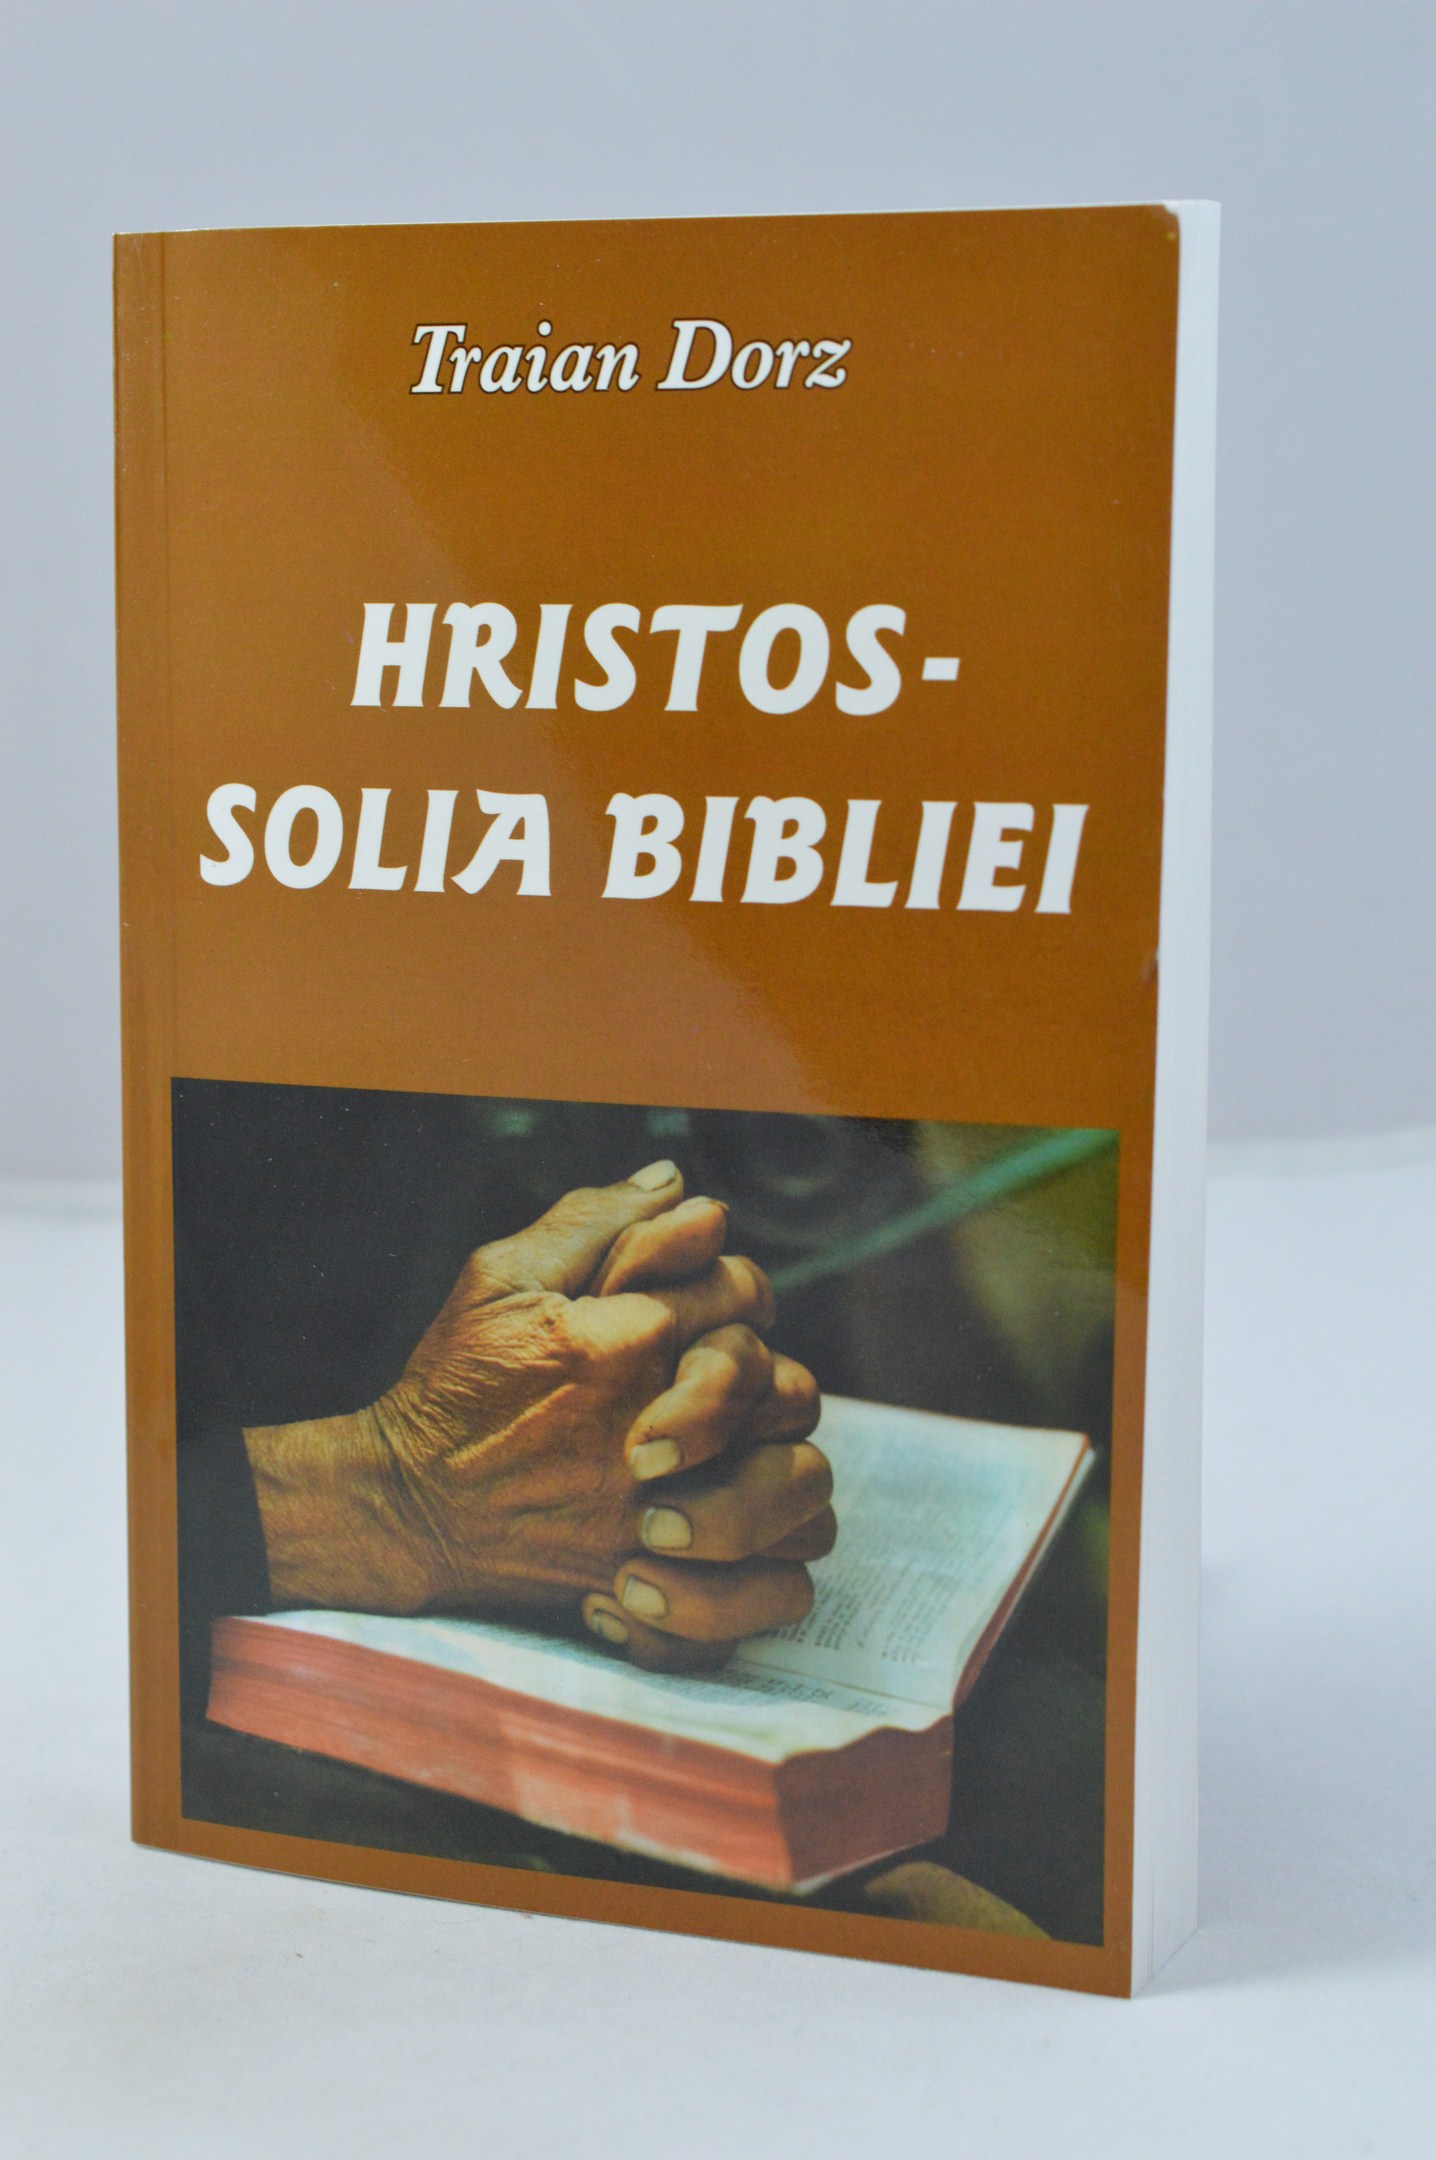 Traian Dorz
HRISTOS-
SOLIA BIBLIEI